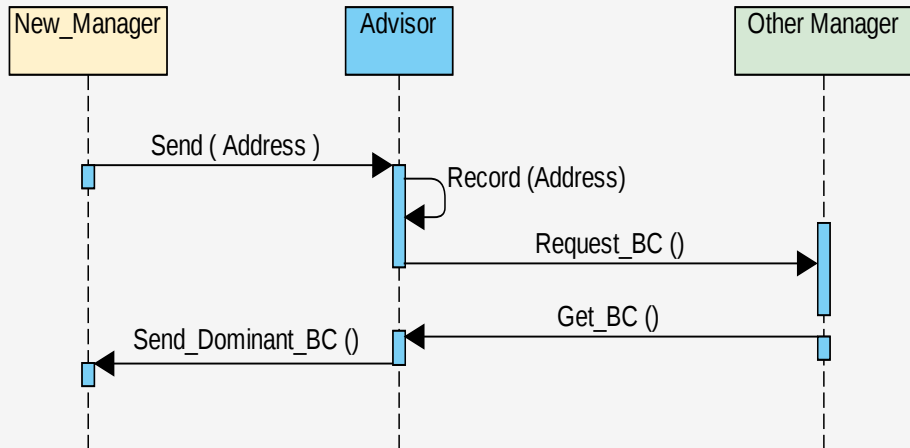 New_Manager
Advisor
Other Manager
Send ( Address )
Record (Address)
Request_BC ()
Get_BC ()
Send_Dominant_BC ()